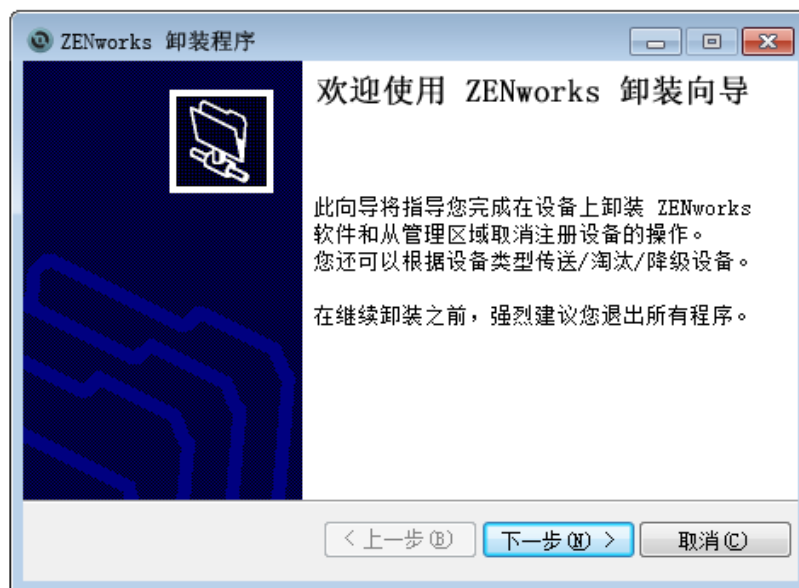 ZENworks 卸装程序
欢迎使用 ZENworks 卸装向导
此向导将指导您完成在设备上卸装 ZENworks
软件和从管理区域取消注册设备的操作。
您还可以根据设备类型传送/淘汰/降级设备。
在继续卸装之前，强烈建议您退出所有程序。
< 上一步(B)
下一步(N) >
取消(C)